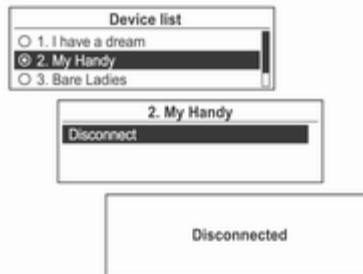 Device list
1. I have a dream
2. My Handy
3. Bare Ladies
2. My Handy
Disconnect
Disconnected